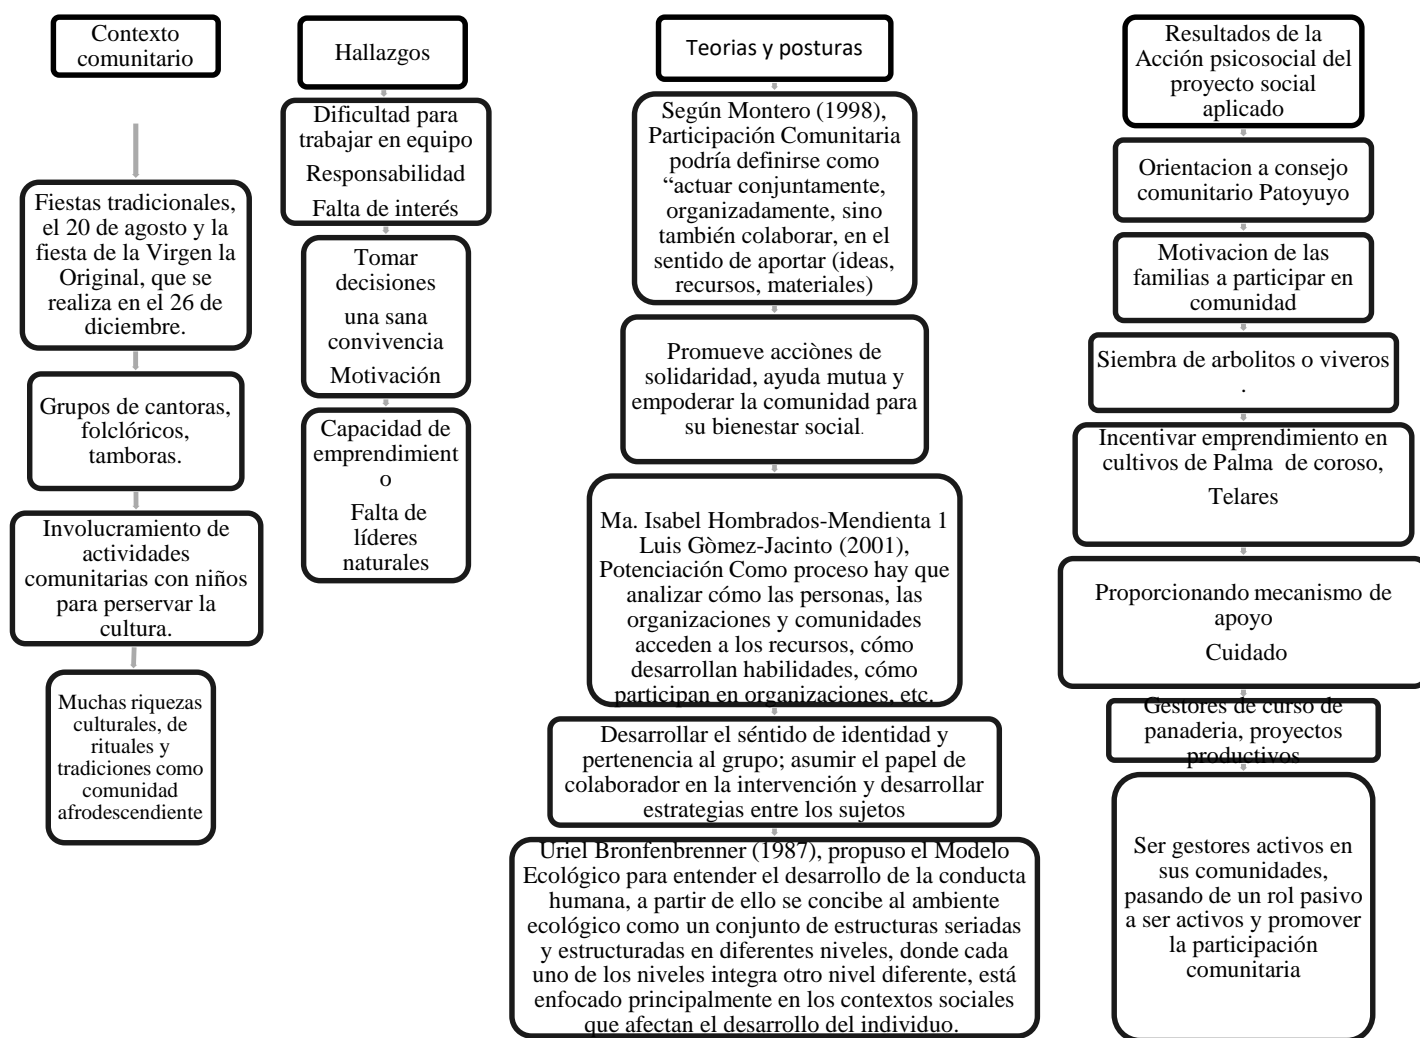 Contexto
comunitario
Fiestas tradicionales,
el 20 de agosto y la
fiesta de la Virgen la
Original, que se
realiza en el 26 de
diciembre.
Grupos de cantoras,
folclóricos,
tamboras.
Involucramiento de
actividades
comunitarias con niños
para perservar la
cultura.
Muchas riquezas
culturales, de
rituales y
tradiciones como
comunidad
afrodescendiente
Hallazgos
Dificultad para
trabajar en equipo
Responsabilidad
Falta de interés
Tomar
decisiones
una sana
convivencia
Motivación
Capacidad de
emprendimient
o
Falta de
líderes
naturales
Teorias y posturas
Según Montero (1998),
Participación Comunitaria
podría definirse como
“actuar conjuntamente,
organizadamente, sino
también colaborar, en el
sentido de aportar (ideas,
recursos, materiales)
Promueve acciònes de
solidaridad, ayuda mutua y
empoderar la comunidad para
su bienestar social.
Ma. Isabel Hombrados-Mendienta 1
Luis Gòmez-Jacinto (2001),
Potenciación Como proceso hay que
analizar cómo las personas, las
organizaciones y comunidades
acceden a los recursos, cómo
desarrollan habilidades, cómo
participan en organizaciones, etc.
Desarrollar el séntido de identidad y
pertenencia al grupo; asumir el papel de
colaborador en la intervención y desarrollar
estrategias entre los sujetos
Uriel Bronfenbrenner (1987), propuso el Modelo
Ecológico para entender el desarrollo de la conducta
humana, a partir de ello se concibe al ambiente
ecológico como un conjunto de estructuras seriadas
y estructuradas en diferentes niveles, donde cada
uno de los niveles integra otro nivel diferente, está
enfocado principalmente en los contextos sociales
que afectan el desarrollo del individuo.
Resultados de la
Acción psicosocial del
proyecto social
aplicado
Orientacion a consejo
comunitario Patoyuyo
Motivacion de las
familias a participar en
comunidad
Siembra de arbolitos o viveros
.
Incentivar emprendimiento en
cultivos de Palma de coroso,
Telares
Proporcionando mecanismo de
apoyo
Cuidado
Gestores de curso de
panaderia, proyectos
productivos
Ser gestores activos en
sus comunidades,
pasando de un rol pasivo
a ser activos y promover
la participación
comunitaria